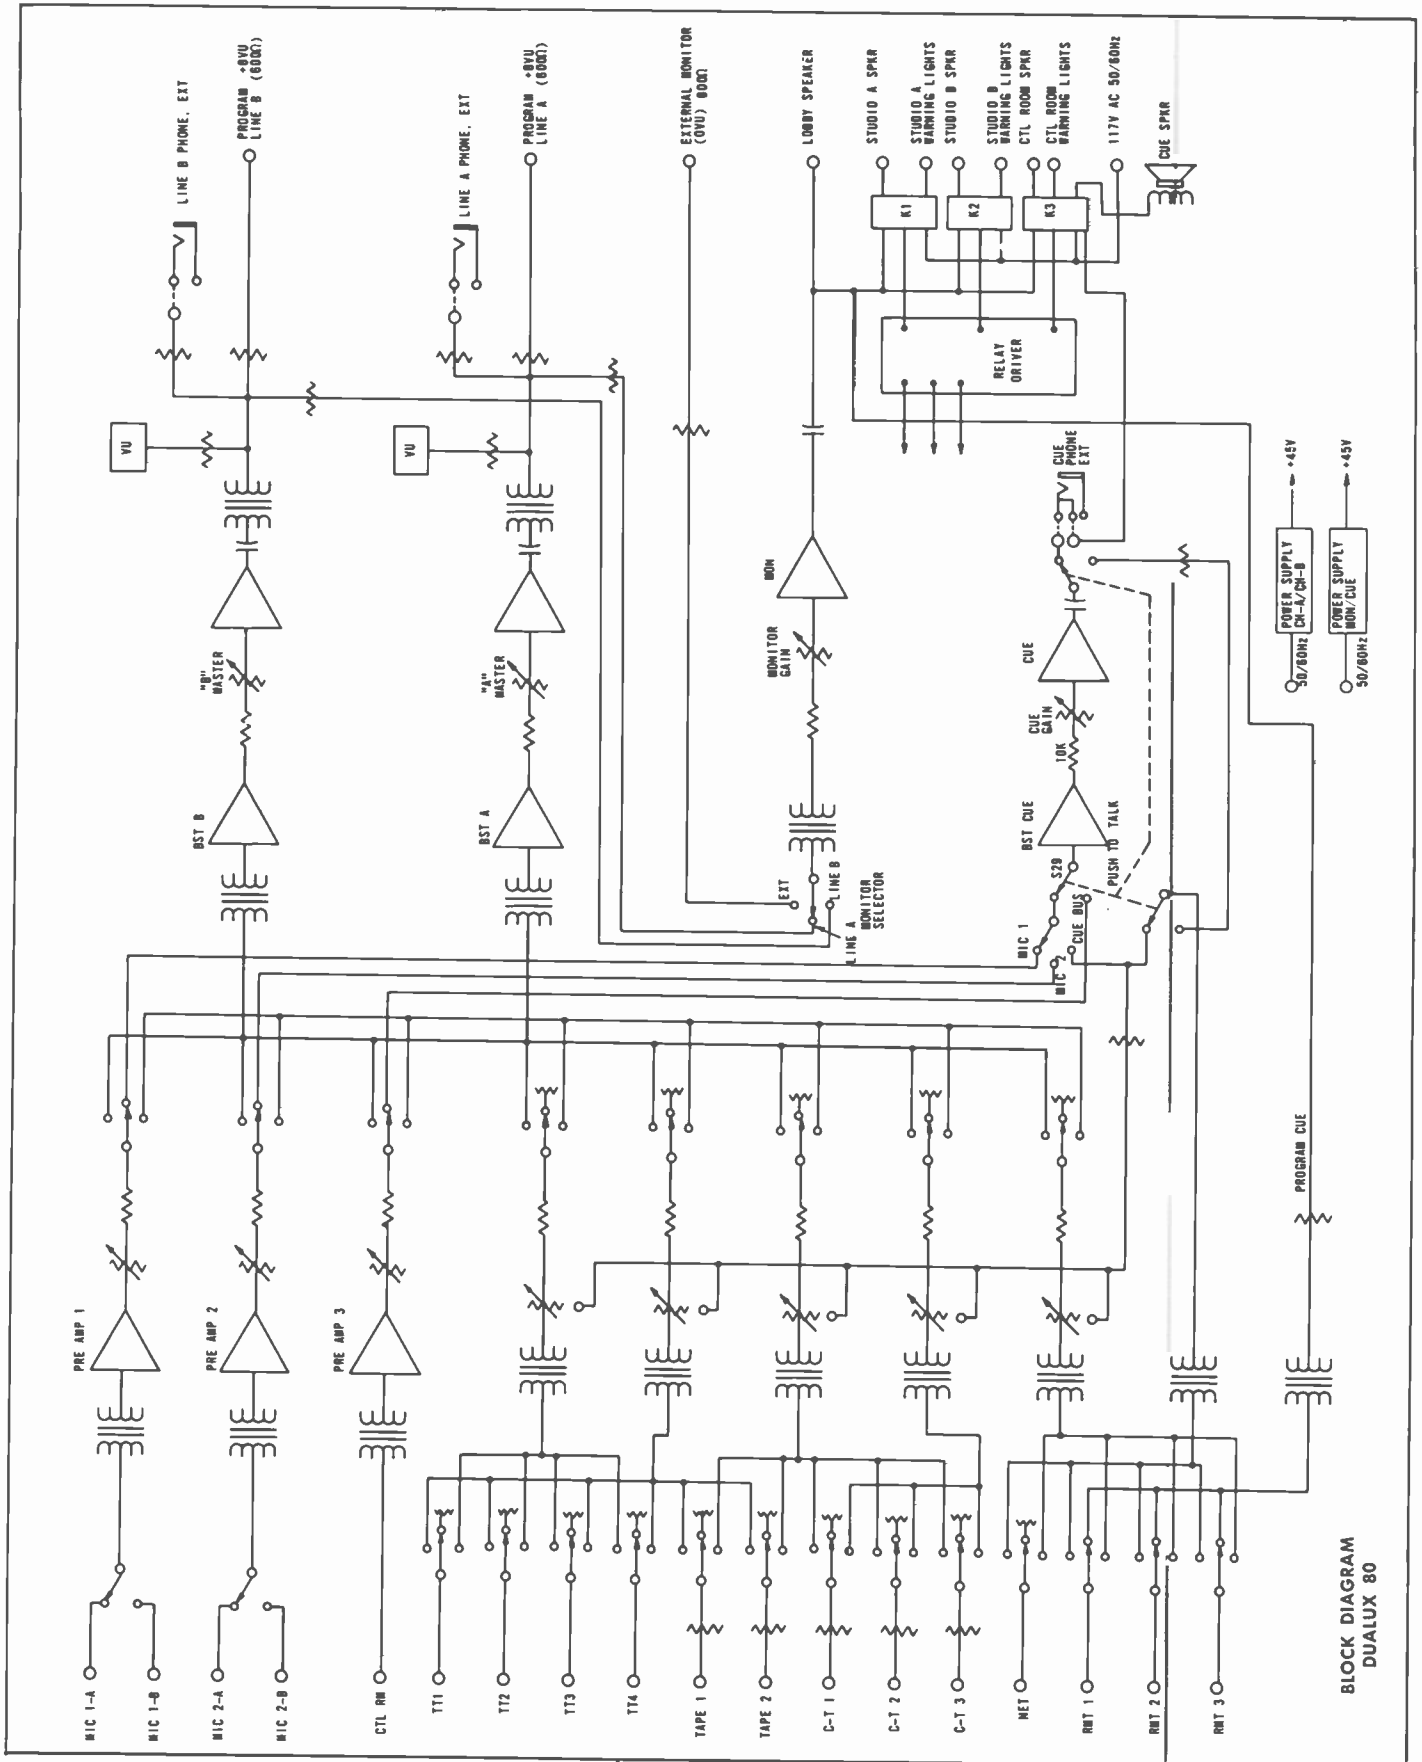 LINE B PHONE, EXT
PROGRAM +8VU
LINE B (600Ω)
LINE A PHONE, EXT
PROGRAM +8VU
LINE A (600Ω)
EXTERNAL MONITOR
(0VU) 600Ω
LOBBY SPEAKER
STUDIO A SPKR
STUDIO A
WARNING LIGHTS
STUDIO B SPKR
STUDIO B
WARNING LIGHTS
CTL ROOM SPKR
CTL ROOM
WARNING LIGHTS
117V AC 50/60Hz
CUE SPKR
K1
K2
K3
RELAY
DRIVER
VU
VU
CUE
PHONE
EXT
+45V
+45V
POWER SUPPLY
CH-A/CH-B
50/60Hz
POWER SUPPLY
MON/CUE
50/60Hz
"B"
MASTER
"A"
MASTER
MONITOR
GAIN
MON
CUE
CUE
GAIN
10K
BST B
BST A
BST CUE
PUSH TO TALK
S29
EXT
LINE B
LINE A
MONITOR
SELECTOR
MIC 1
MIC 2
CUE BUS
PROGRAM CUE
PRE AMP 1
PRE AMP 2
PRE AMP 3
MIC 1-A
MIC 1-B
MIC 2-A
MIC 2-B
CTL RM
TT1
TT2
TT3
TT4
TAPE 1
TAPE 2
C-T 1
C-T 2
C-T 3
NET
RMT 1
RMT 2
RMT 3
BLOCK DIAGRAM
DUALUX 80